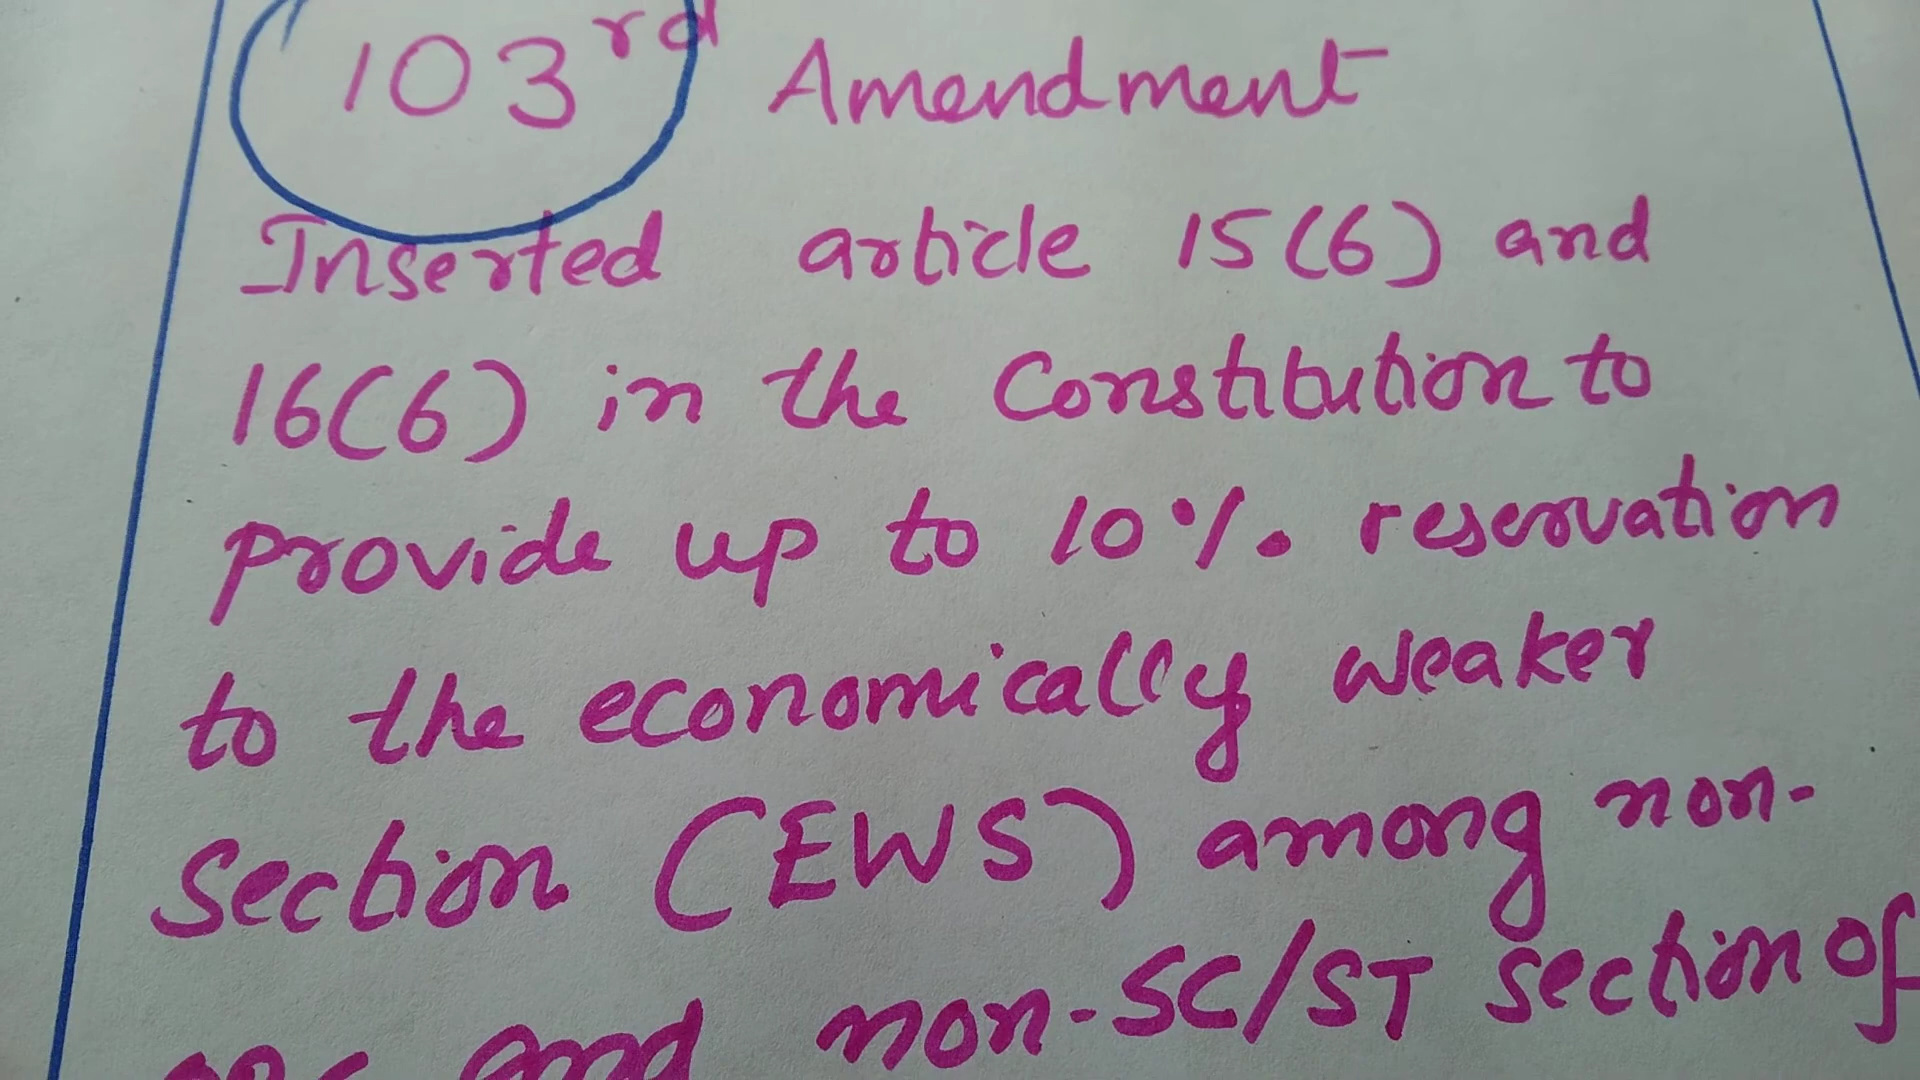 103rd Amendment
Inserted article 15(6) and
16(6) in the Constitution to
provide up to 10% reservation
to the economically weaker
Section (EWS) among non-
and non-SC/ST section of